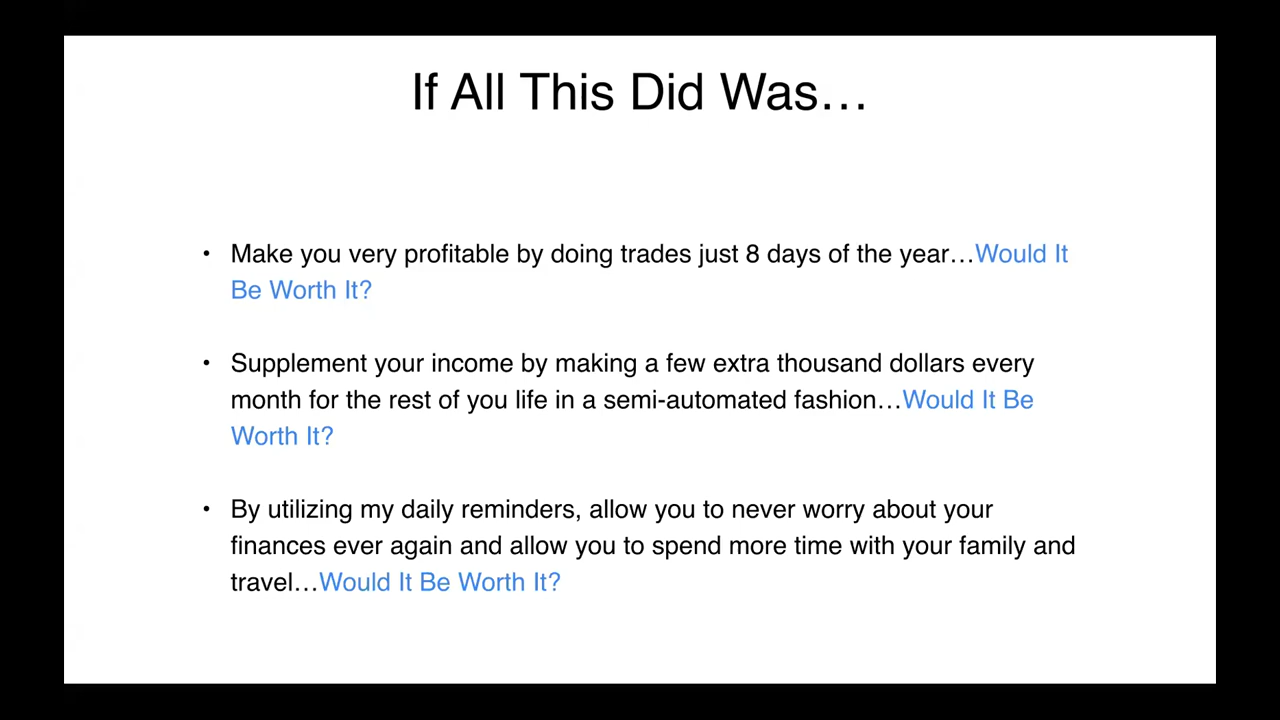 If All This Did Was…
• Make you very profitable by doing trades just 8 days of the year…Would It
Be Worth It?
• Supplement your income by making a few extra thousand dollars every
month for the rest of you life in a semi-automated fashion…Would It Be
Worth It?
• By utilizing my daily reminders, allow you to never worry about your
finances ever again and allow you to spend more time with your family and
travel…Would It Be Worth It?